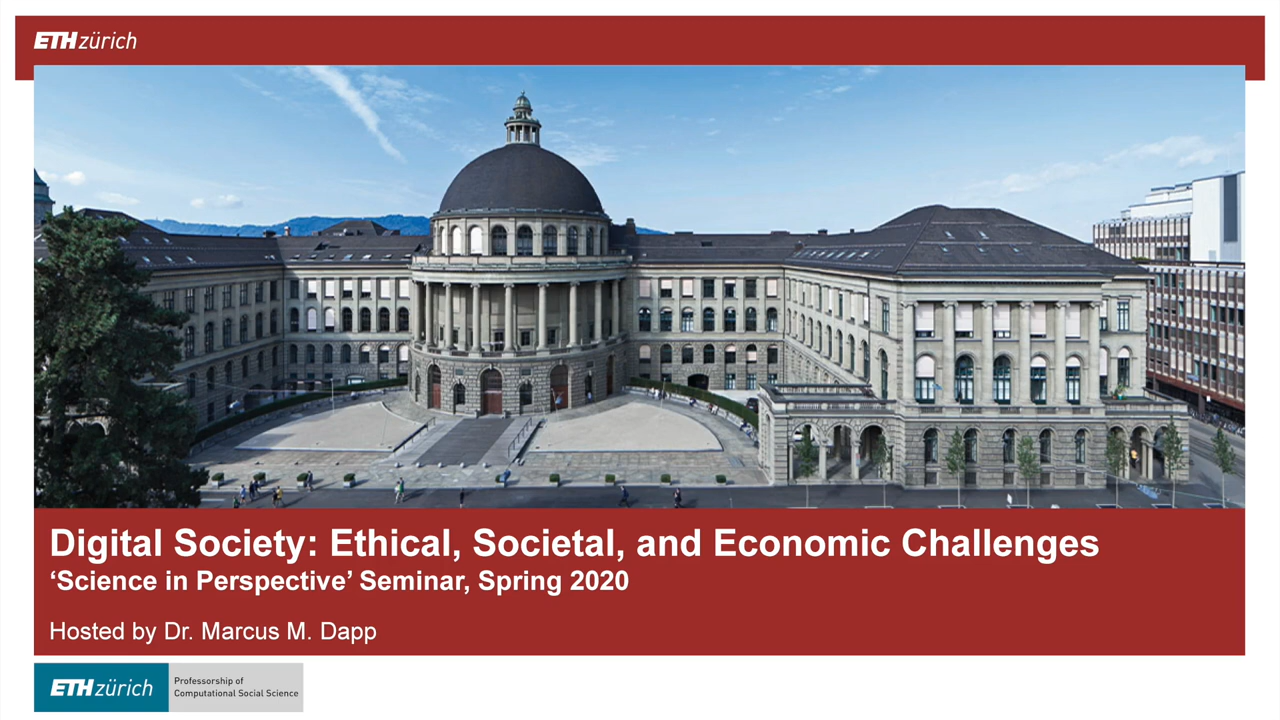 ETH zürich
Digital Society: Ethical, Societal, and Economic Challenges
‘Science in Perspective’ Seminar, Spring 2020
Hosted by Dr. Marcus M. Dapp
ETH zürich
Professorship of
Computational Social Science